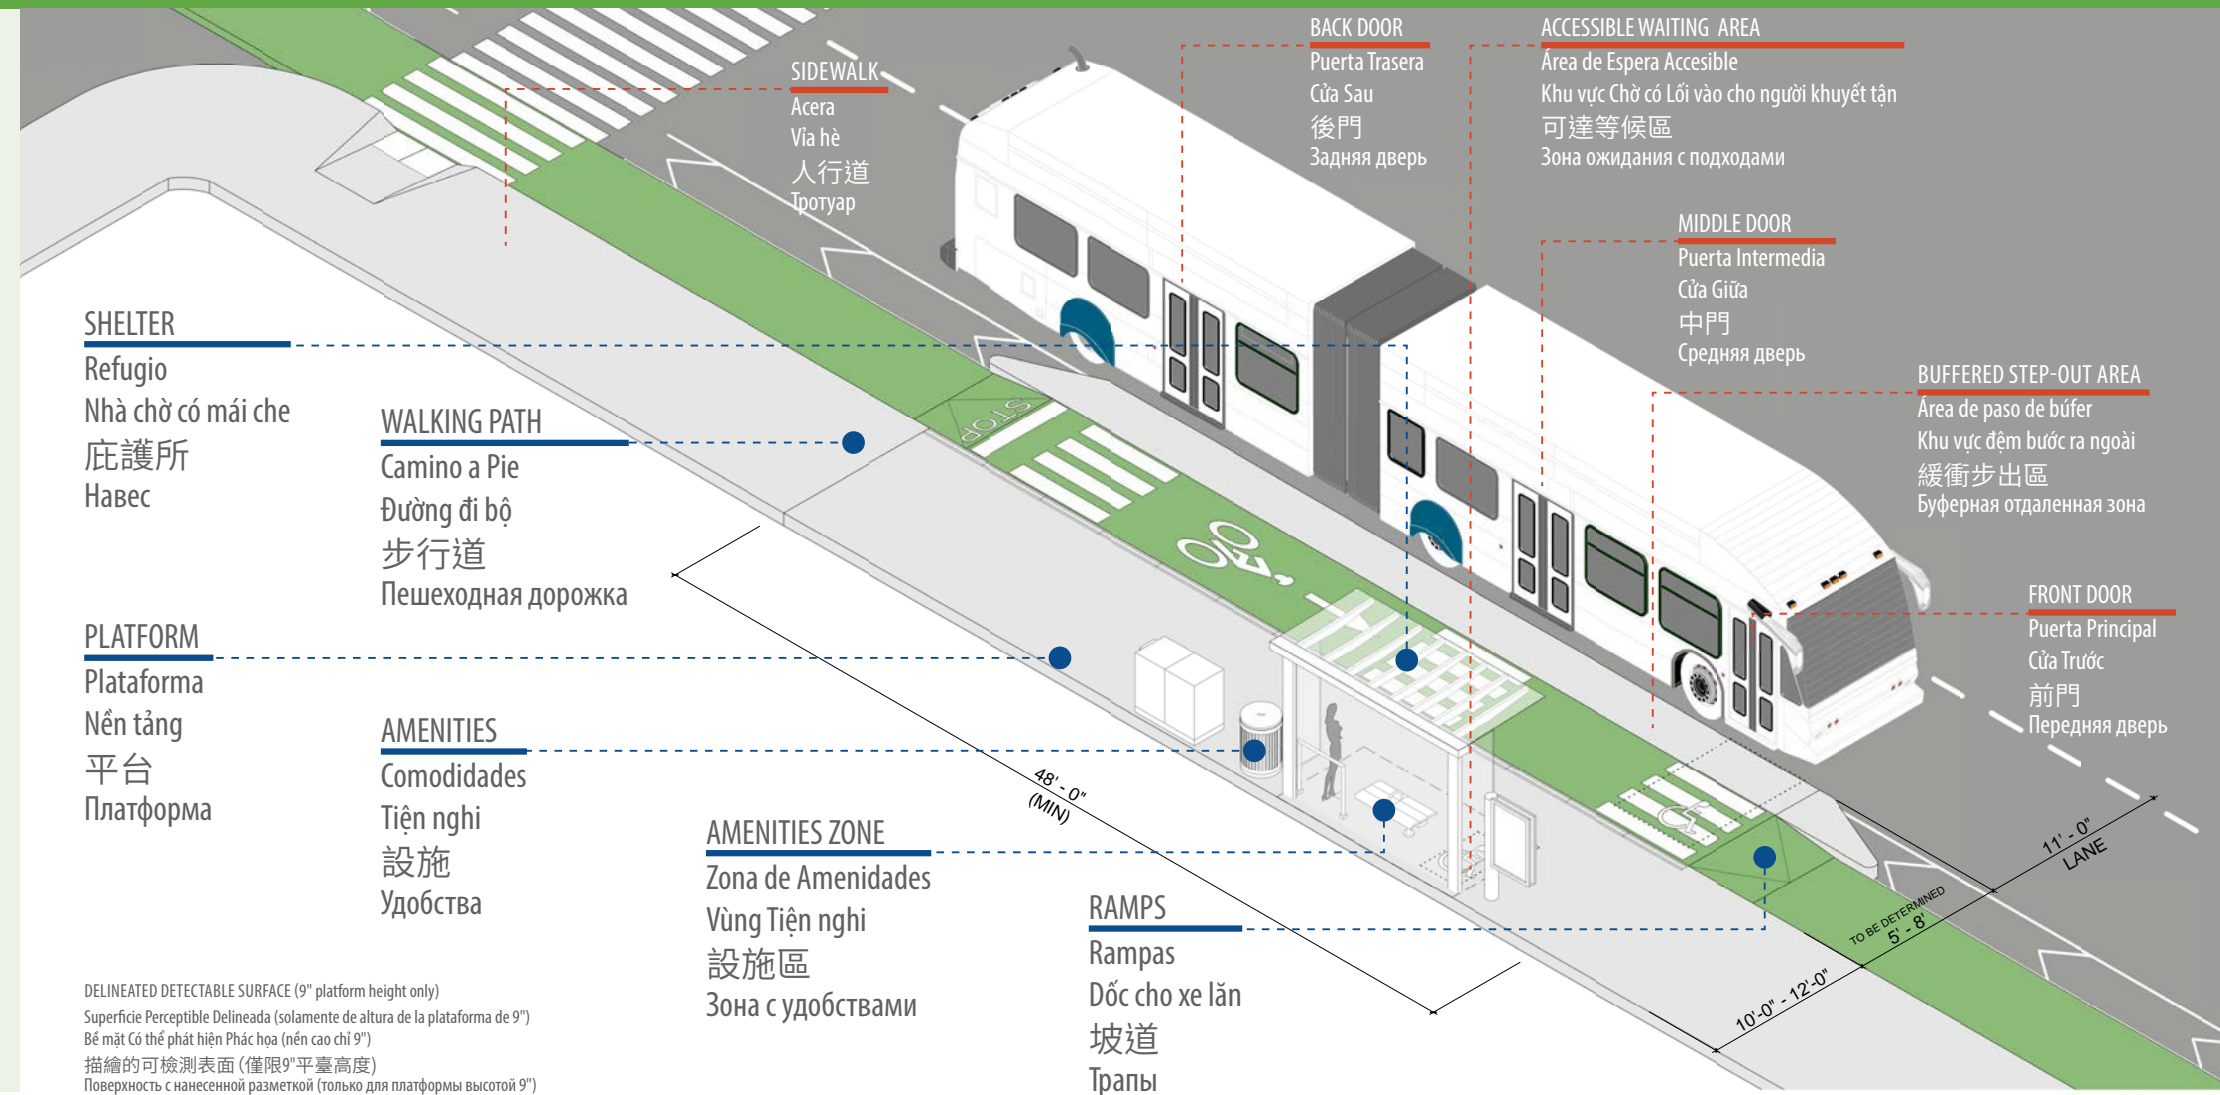 SIDEWALK
Acera
Vỉa hè
人行道
Тротуар
BACK DOOR
Puerta Trasera
Cửa Sau
後門
Задняя дверь
ACCESSIBLE WAITING AREA
Área de Espera Accesible
Khu vực Chờ có Lối vào cho người khuyết tận
可達等候區
Зона ожидания с подходами
MIDDLE DOOR
Puerta Intermedia
Cửa Giữa
中門
Средняя дверь
BUFFERED STEP-OUT AREA
Área de paso de búfer
Khu vực đệm bước ra ngoài
緩衝步出區
Буферная отдаленная зона
FRONT DOOR
Puerta Principal
Cửa Trước
前門
Передняя дверь
SHELTER
Refugio
Nhà chờ có mái che
庇護所
Навес
WALKING PATH
Camino a Pie
Đường đi bộ
步行道
Пешеходная дорожка
STOP
PLATFORM
Plataforma
Nền tảng
平台
Платформа
AMENITIES
Comodidades
Tiện nghi
設施
Удобства
AMENITIES ZONE
Zona de Amenidades
Vùng Tiện nghi
設施區
Зона с удобствами
RAMPS
Rampas
Dốc cho xe lăn
坡道
Трапы
48' - 0"
(MIN)
11' - 0"
LANE
TO BE DETERMINED
5' - 8'
10'-0" - 12'-0"
DELINEATED DETECTABLE SURFACE (9" platform height only)
Superficie Perceptible Delineada (solamente de altura de la plataforma de 9")
Bề mặt Có thể phát hiện Phác họa (nền cao chỉ 9")
描繪的可檢測表面（僅限9"平臺高度）
Поверхность с нанесенной разметкой (только для платформы высотой 9")